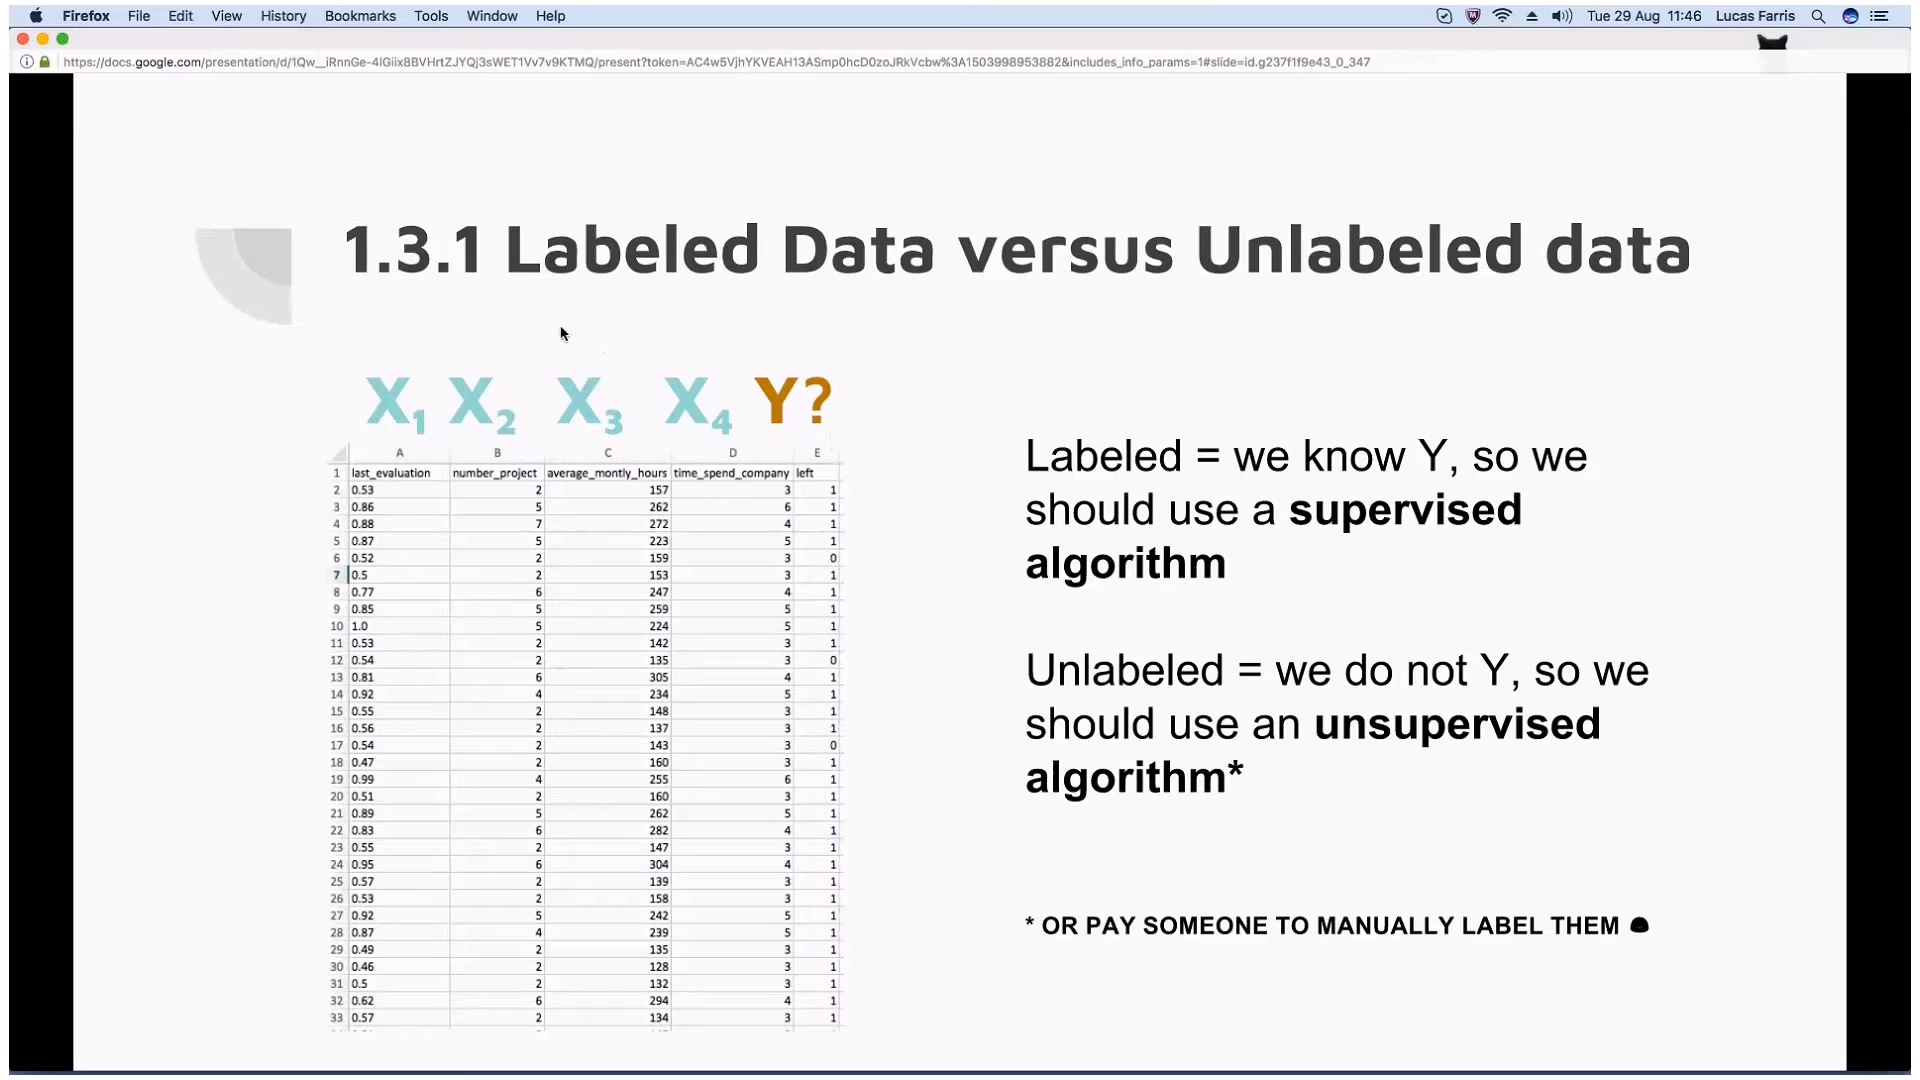 Firefox File Edit View History Bookmarks Tools Window Help Tue 29 Aug 11:46 Lucas Farris
https://docs.google.com/presentation/d/1Qw__iRnnGe-4lGiix8BVHrtZJYQj3sWET1Vv7v9KTMQ/present?token=AC4w5VjhYKVEAH13ASmp0hcD0zoJRkVcbw%3A1503998953882&includes_info_params=1#slide=id.g237f1f9e43_0_347
1.3.1 Labeled Data versus Unlabeled data
X1 X2 X3 X4 Y?
A B C D E
1 last_evaluation number_project average_montly_hours time_spend_company left
2 0.53 2 157 3 1
3 0.86 5 262 6 1
4 0.88 7 272 4 1
5 0.87 5 223 5 1
6 0.52 2 159 3 0
7 0.5 2 153 3 1
8 0.77 6 247 4 1
9 0.85 5 259 5 1
10 1.0 5 224 5 1
11 0.53 2 142 3 1
12 0.54 2 135 3 0
13 0.81 6 305 4 1
14 0.92 4 234 5 1
15 0.55 2 148 3 1
16 0.56 2 137 3 1
17 0.54 2 143 3 0
18 0.47 2 160 3 1
19 0.99 4 255 6 1
20 0.51 2 160 3 1
21 0.89 5 262 5 1
22 0.83 6 282 4 1
23 0.55 2 147 3 1
24 0.95 6 304 4 1
25 0.57 2 139 3 1
26 0.53 2 158 3 1
27 0.92 5 242 5 1
28 0.87 4 239 5 1
29 0.49 2 135 3 1
30 0.46 2 128 3 1
31 0.5 2 132 3 1
32 0.62 6 294 4 1
33 0.57 2 134 3 1
Labeled = we know Y, so we
should use a supervised
algorithm
Unlabeled = we do not Y, so we
should use an unsupervised
algorithm*
* OR PAY SOMEONE TO MANUALLY LABEL THEM